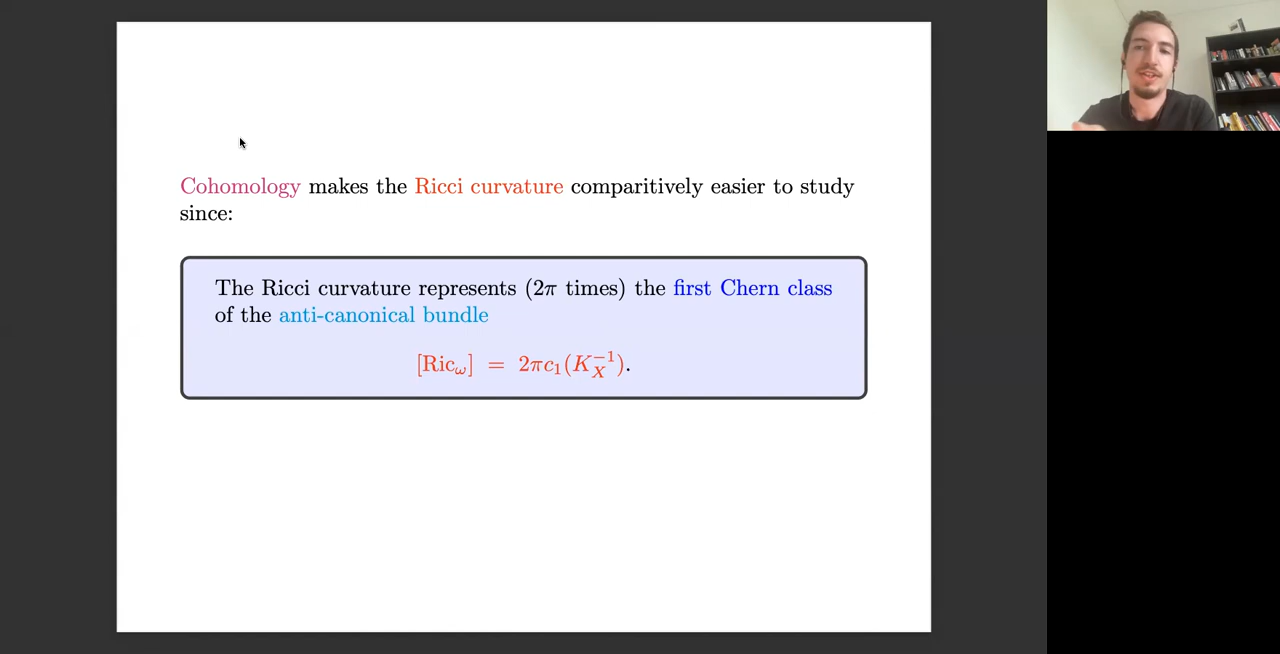 Cohomology makes the Ricci curvature comparitively easier to study
since:
The Ricci curvature represents (2π times) the first Chern class
of the anti-canonical bundle
[Ric_ω] = 2πc₁(K_X^{-1}).